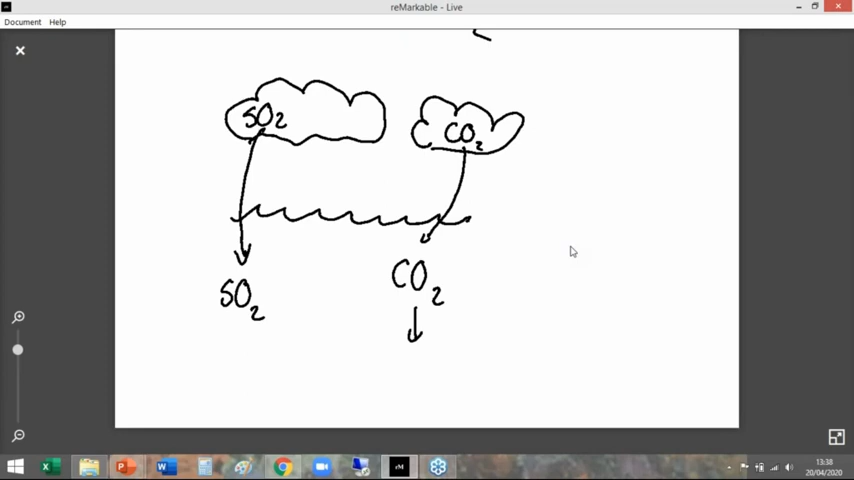 reMarkable - Live
Document Help
SO2 CO2
SO2 CO2
13:38
20/04/2020